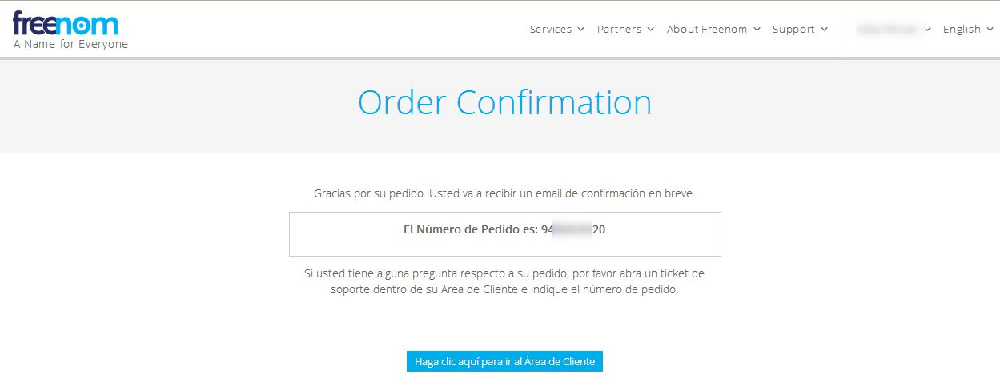 freenom
A Name for Everyone
Services Partners About Freenom Support English
Order Confirmation
Gracias por su pedido. Usted va a recibir un email de confirmación en breve.
El Número de Pedido es: 94 20
Si usted tiene alguna pregunta respecto a su pedido, por favor abra un ticket de
soporte dentro de su Area de Cliente e indique el número de pedido.
Haga clic aquí para ir al Área de Cliente